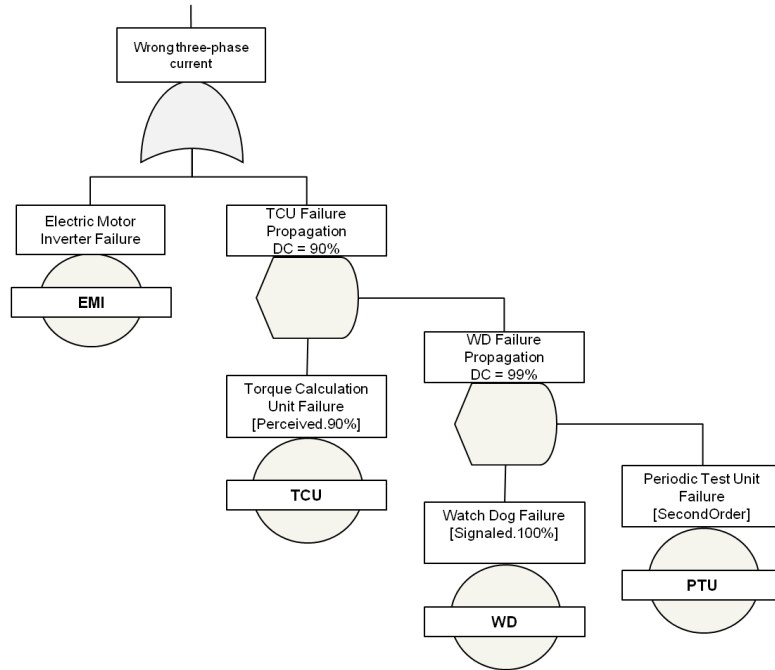 Wrong three-phase
current
Electric Motor
Inverter Failure
EMI
TCU Failure
Propagation
DC = 90%
Torque Calculation
Unit Failure
[Perceived.90%]
TCU
WD Failure
Propagation
DC = 99%
Watch Dog Failure
[Signaled.100%]
WD
Periodic Test Unit
Failure
[SecondOrder]
PTU